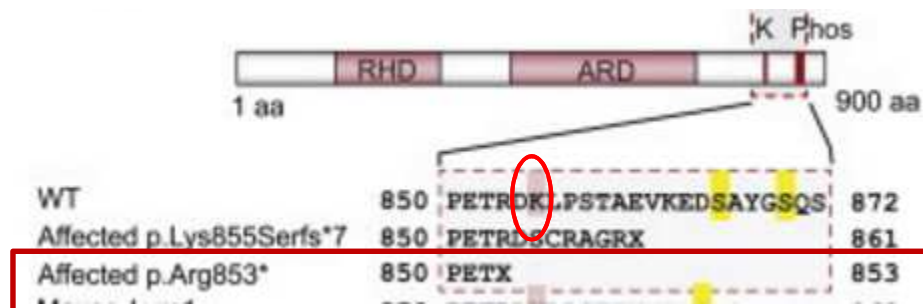 K Phos
RHD ARD
1 aa 900 aa
WT 850 PETRDKLPSTAEVKEDSAYGSQS 872
Affected p.Lys855Serfs*7 850 PETRDSCRAGRX 861
Affected p.Arg853* 850 PETX 853